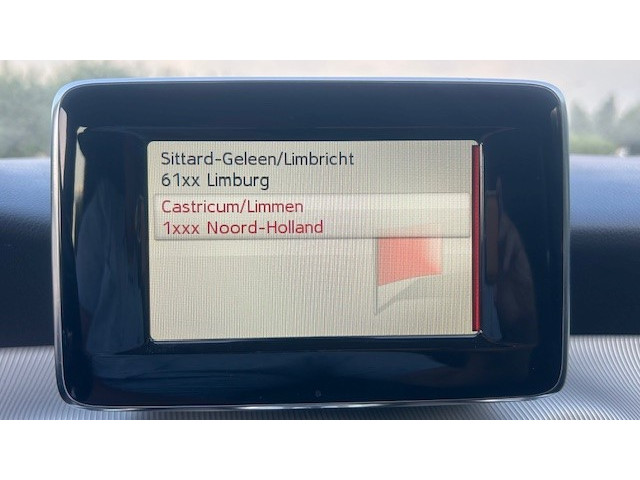 Sittard-Geleen/Limbricht
61xx Limburg
Castricum/Limmen
1xxx Noord-Holland